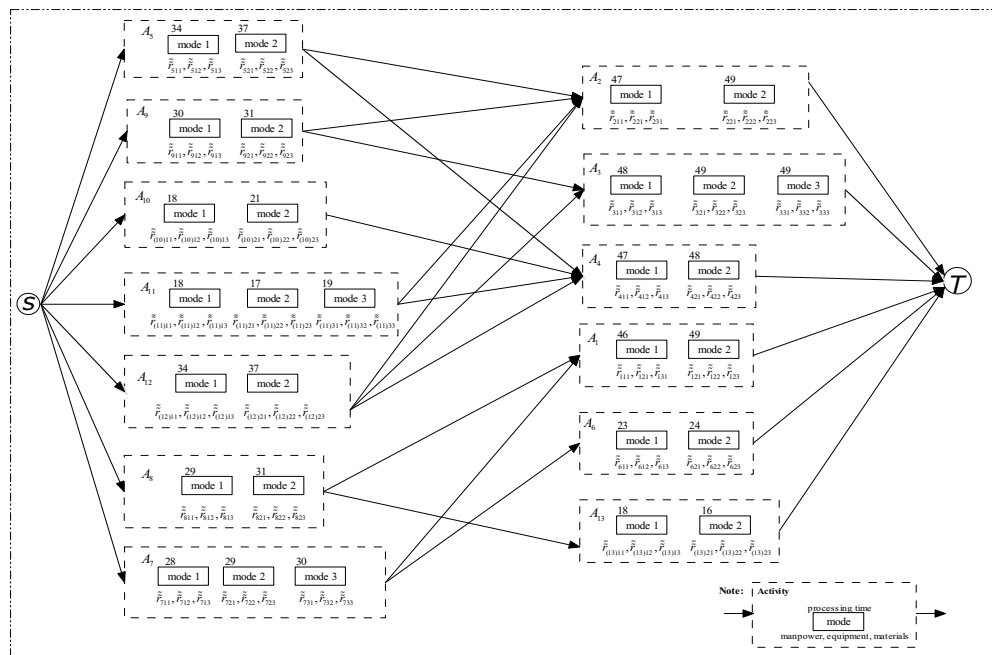 S
A₅
34 37
mode 1 mode 2
r̃̃₅₁₁, r̃̃₅₁₂, r̃̃₅₁₃ r̃̃₅₂₁, r̃̃₅₂₂, r̃̃₅₂₃
A₉
30 31
mode 1 mode 2
r̃̃₉₁₁, r̃̃₉₁₂, r̃̃₉₁₃ r̃̃₉₂₁, r̃̃₉₂₂, r̃̃₉₂₃
A₁₀
18 21
mode 1 mode 2
r̃̃₍₁₀₎₁₁, r̃̃₍₁₀₎₁₂, r̃̃₍₁₀₎₁₃ r̃̃₍₁₀₎₂₁, r̃̃₍₁₀₎₂₂, r̃̃₍₁₀₎₂₃
A₁₁
18 17 19
mode 1 mode 2 mode 3
r̃̃₍₁₁₎₁₁, r̃̃₍₁₁₎₁₂, r̃̃₍₁₁₎₁₃ r̃̃₍₁₁₎₂₁, r̃̃₍₁₁₎₂₂, r̃̃₍₁₁₎₂₃ r̃̃₍₁₁₎₃₁, r̃̃₍₁₁₎₃₂, r̃̃₍₁₁₎₃₃
A₁₂
34 37
mode 1 mode 2
r̃̃₍₁₂₎₁₁, r̃̃₍₁₂₎₁₂, r̃̃₍₁₂₎₁₃ r̃̃₍₁₂₎₂₁, r̃̃₍₁₂₎₂₂, r̃̃₍₁₂₎₂₃
A₈
29 31
mode 1 mode 2
r̃̃₈₁₁, r̃̃₈₁₂, r̃̃₈₁₃ r̃̃₈₂₁, r̃̃₈₂₂, r̃̃₈₂₃
A₇
28 29 30
mode 1 mode 2 mode 3
r̃̃₇₁₁, r̃̃₇₁₂, r̃̃₇₁₃ r̃̃₇₂₁, r̃̃₇₂₂, r̃̃₇₂₃ r̃̃₇₃₁, r̃̃₇₃₂, r̃̃₇₃₃
A₂
47 49
mode 1 mode 2
r̃̃₂₁₁, r̃̃₂₂₁, r̃̃₂₃₁ r̃̃₂₂₁, r̃̃₂₂₂, r̃̃₂₂₃
A₃
48 49 49
mode 1 mode 2 mode 3
r̃̃₃₁₁, r̃̃₃₁₂, r̃̃₃₁₃ r̃̃₃₂₁, r̃̃₃₂₂, r̃̃₃₂₃ r̃̃₃₃₁, r̃̃₃₃₂, r̃̃₃₃₃
A₄
47 48
mode 1 mode 2
r̃̃₄₁₁, r̃̃₄₁₂, r̃̃₄₁₃ r̃̃₄₂₁, r̃̃₄₂₂, r̃̃₄₂₃
A₁
46 49
mode 1 mode 2
r̃̃₁₁₁, r̃̃₁₂₁, r̃̃₁₃₁ r̃̃₁₂₁, r̃̃₁₂₂, r̃̃₁₂₃
A₆
23 24
mode 1 mode 2
r̃̃₆₁₁, r̃̃₆₁₂, r̃̃₆₁₃ r̃̃₆₂₁, r̃̃₆₂₂, r̃̃₆₂₃
A₁₃
18 16
mode 1 mode 2
r̃̃₍₁₃₎₁₁, r̃̃₍₁₃₎₁₂, r̃̃₍₁₃₎₁₃ r̃̃₍₁₃₎₂₁, r̃̃₍₁₃₎₂₂, r̃̃₍₁₃₎₂₃
T
Note: Activity
processing time
mode
manpower, equipment, materials